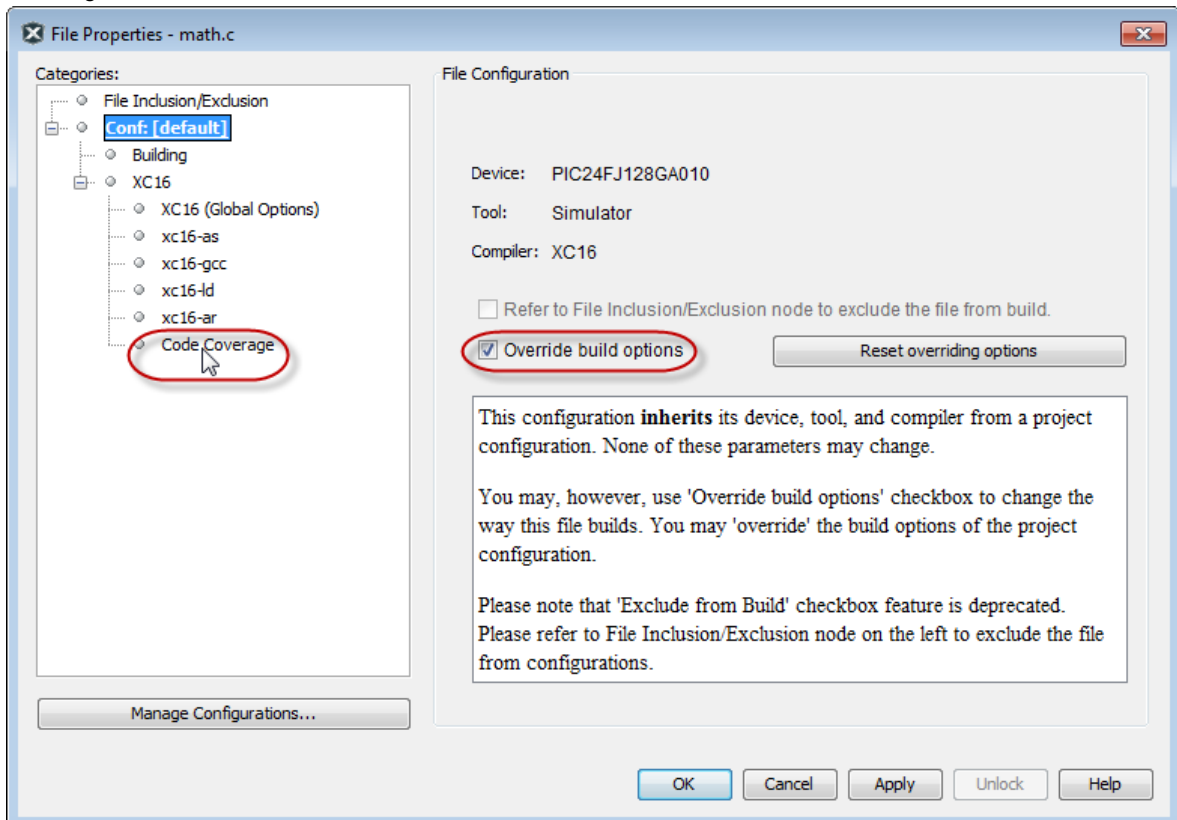 File Properties - math.c
Categories:
File Inclusion/Exclusion
Conf: [default]
Building
XC16
XC16 (Global Options)
xc16-as
xc16-gcc
xc16-ld
xc16-ar
Code Coverage
Manage Configurations...
File Configuration
Device: PIC24FJ128GA010
Tool: Simulator
Compiler: XC16
Refer to File Inclusion/Exclusion node to exclude the file from build.
Override build options
Reset overriding options
This configuration inherits its device, tool, and compiler from a project
configuration. None of these parameters may change.
You may, however, use 'Override build options' checkbox to change the
way this file builds. You may 'override' the build options of the project
configuration.
Please note that 'Exclude from Build' checkbox feature is deprecated.
Please refer to File Inclusion/Exclusion node on the left to exclude the file
from configurations.
OK
Cancel
Apply
Unlock
Help